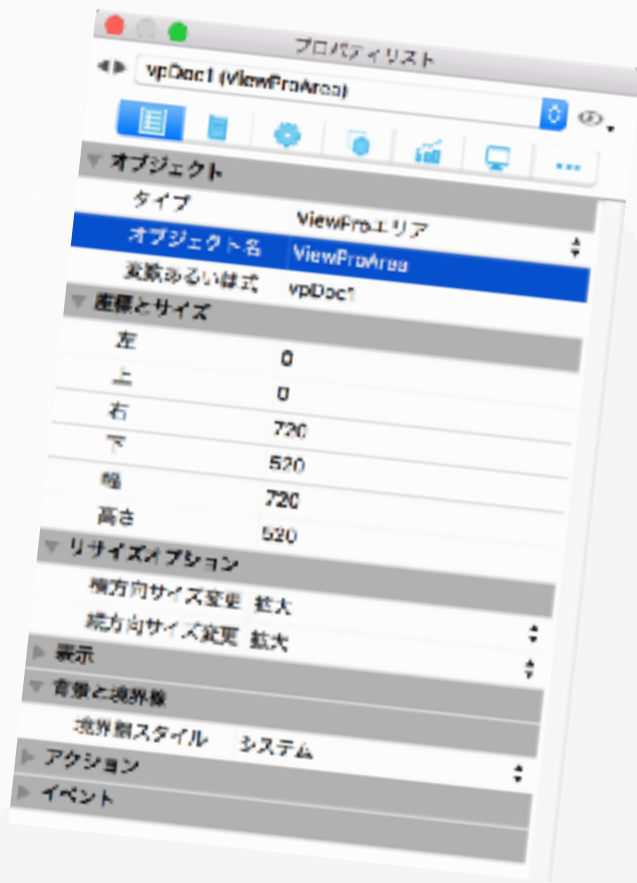 プロパティリスト
vpDoc1 (ViewProArea)
オブジェクト
タイプ ViewProエリア
オブジェクト名 ViewProArea
変数あるいは式 vpDoc1
座標とサイズ
左 0
上 0
右 720
下 520
幅 720
高さ 520
リサイズオプション
横方向サイズ変更 拡大
縦方向サイズ変更 拡大
表示
背景と境界線
境界線スタイル システム
アクション
イベント